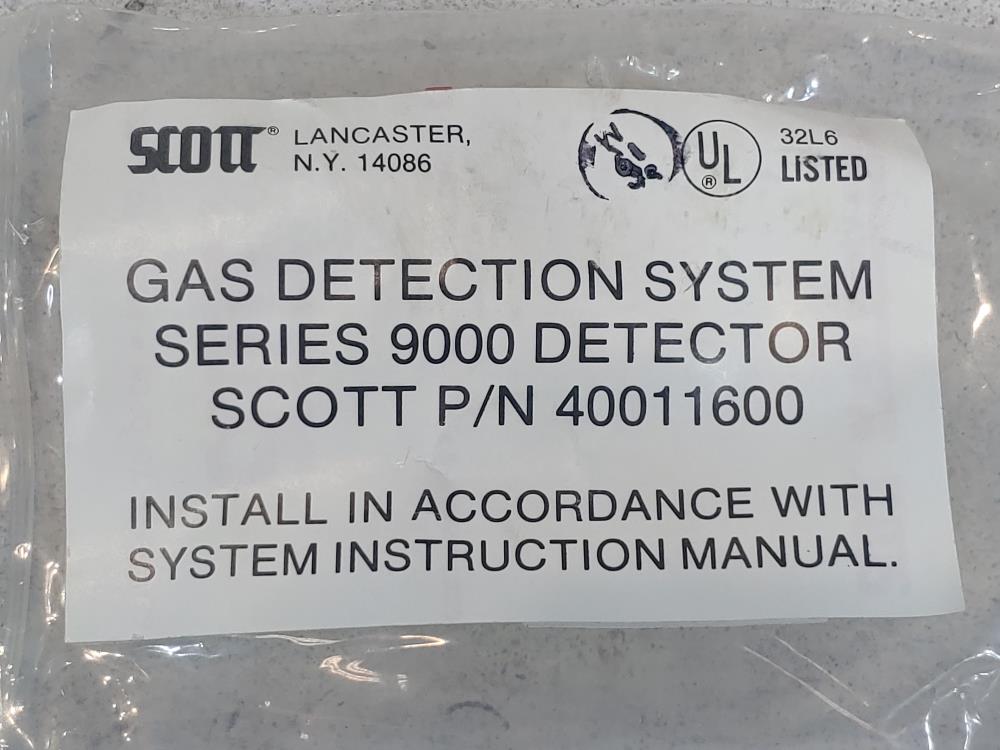 SCOTT® LANCASTER,
N.Y. 14086
UL® 32L6
LISTED
GAS DETECTION SYSTEM
SERIES 9000 DETECTOR
SCOTT P/N 40011600
INSTALL IN ACCORDANCE WITH
SYSTEM INSTRUCTION MANUAL.